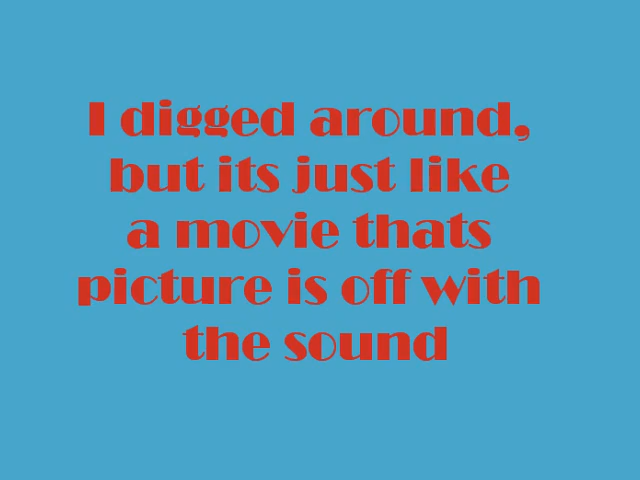 I digged around,
but its just like
a movie thats
picture is off with
the sound